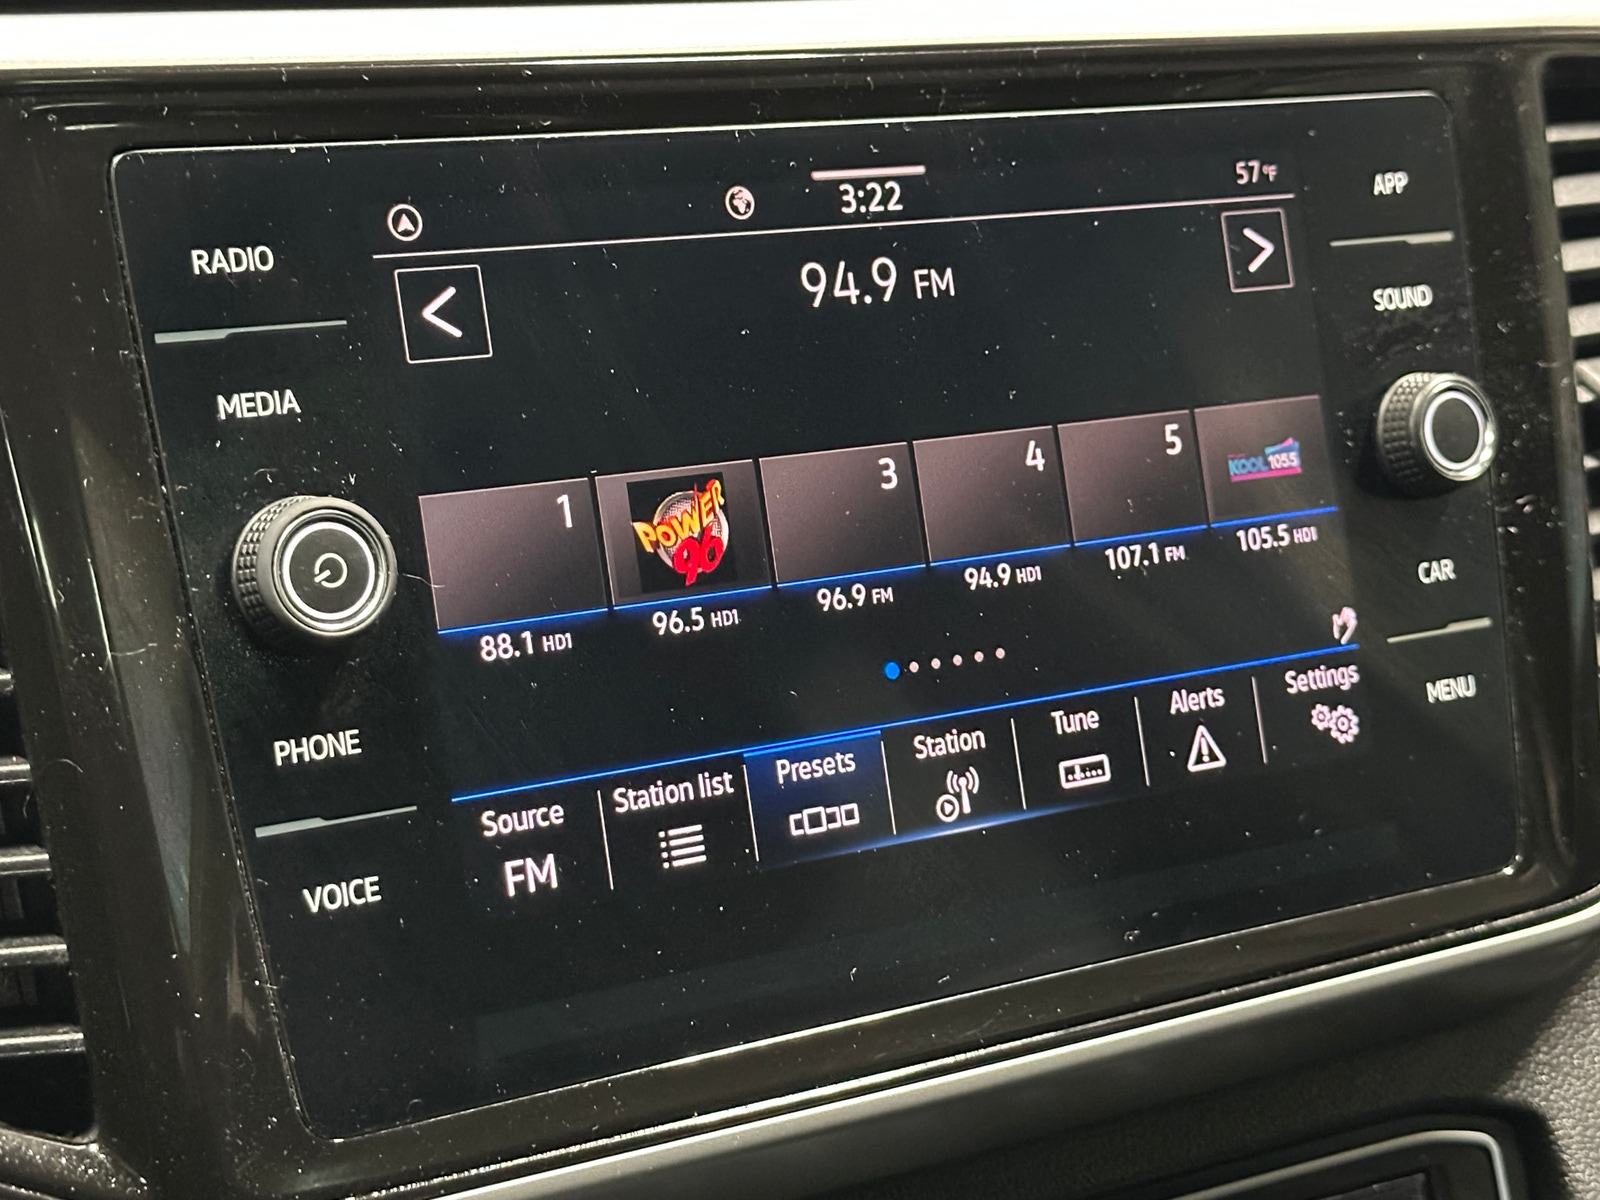 57°F
3:22
94.9 FM
RADIO
MEDIA
PHONE
VOICE
APP
SOUND
CAR
MENU
1
POWER
96
3
4
5
KOOL 105.5
88.1 HD1
96.5 HD1
96.9 FM
94.9 HD1
107.1 FM
105.5 HD1
Source
FM
Station list
Presets
Station
Tune
Alerts
Settings